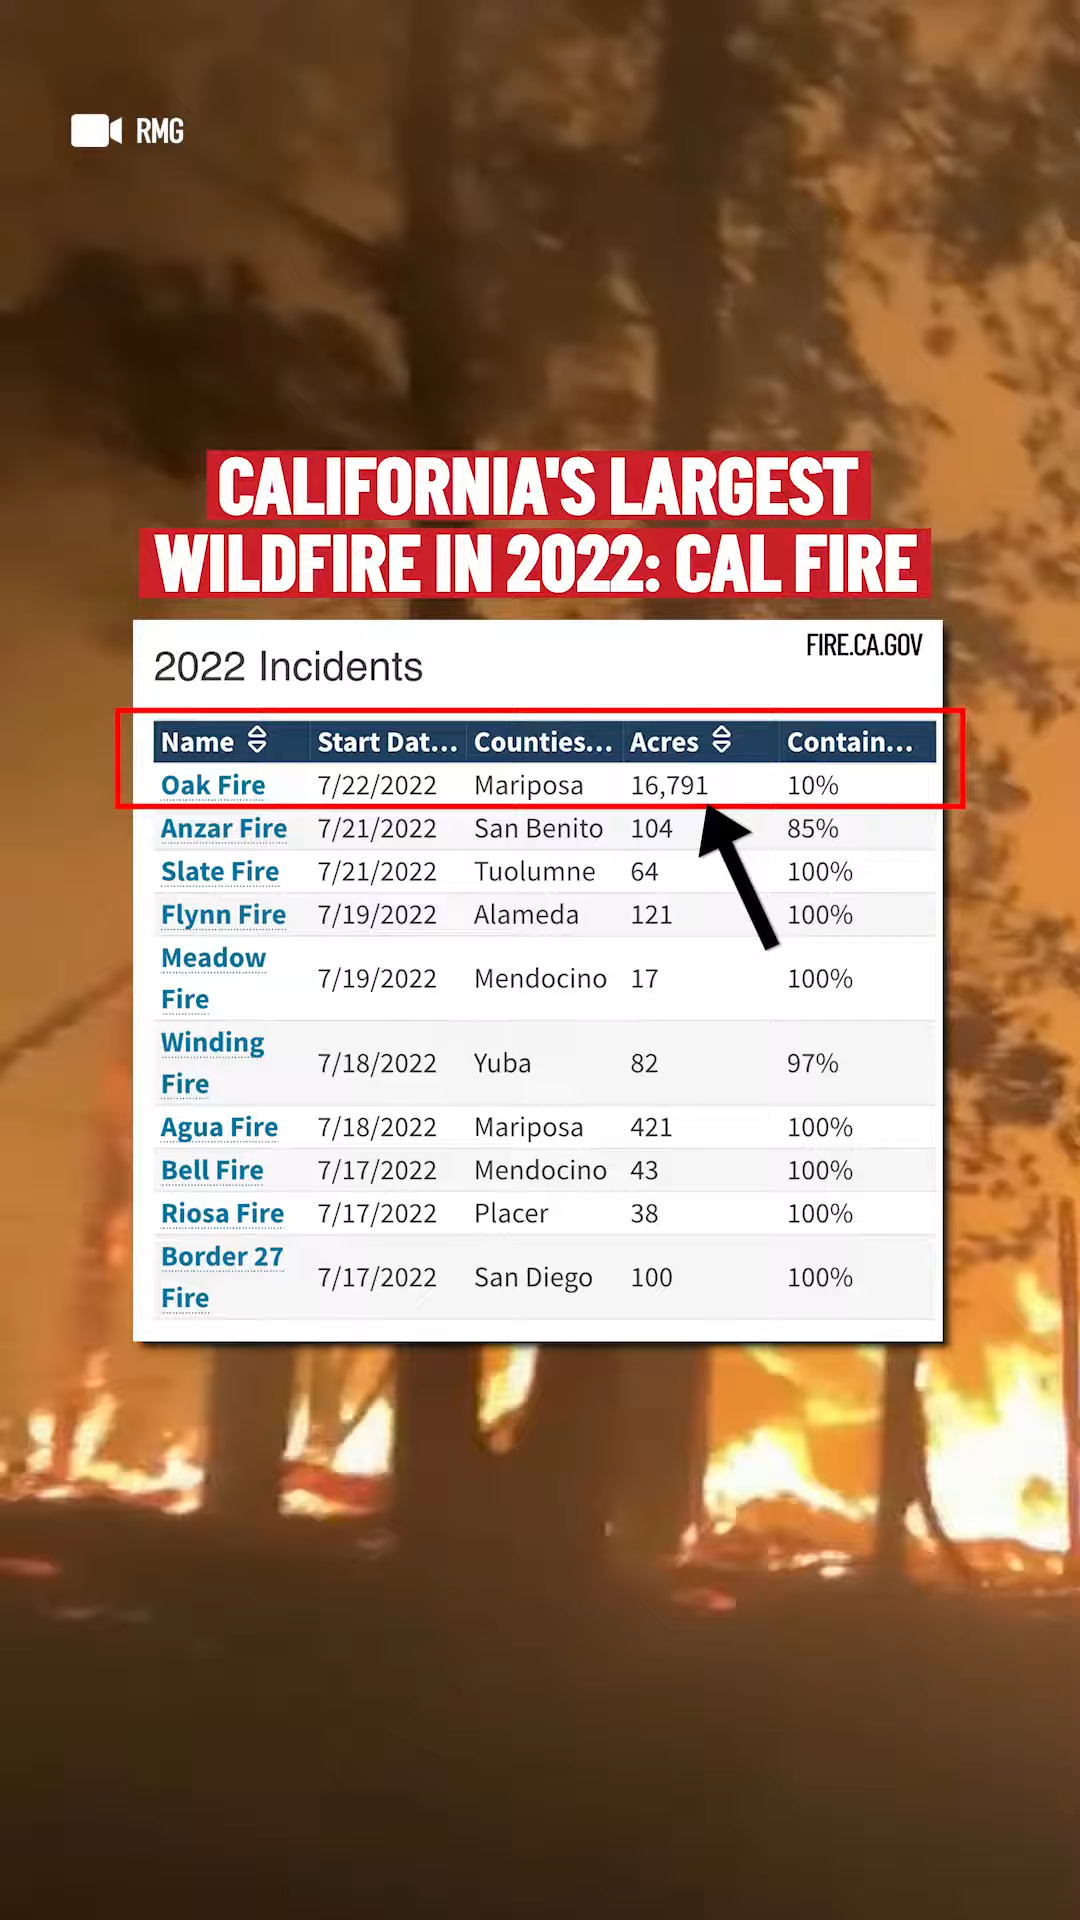 RMG
CALIFORNIA'S LARGEST
WILDFIRE IN 2022: CAL FIRE
FIRE.CA.GOV
2022 Incidents
Name Start Dat... Counties... Acres Contain...
Oak Fire 7/22/2022 Mariposa 16,791 10%
Anzar Fire 7/21/2022 San Benito 104 85%
Slate Fire 7/21/2022 Tuolumne 64 100%
Flynn Fire 7/19/2022 Alameda 121 100%
Meadow
Fire 7/19/2022 Mendocino 17 100%
Winding
Fire 7/18/2022 Yuba 82 97%
Agua Fire 7/18/2022 Mariposa 421 100%
Bell Fire 7/17/2022 Mendocino 43 100%
Riosa Fire 7/17/2022 Placer 38 100%
Border 27
Fire 7/17/2022 San Diego 100 100%